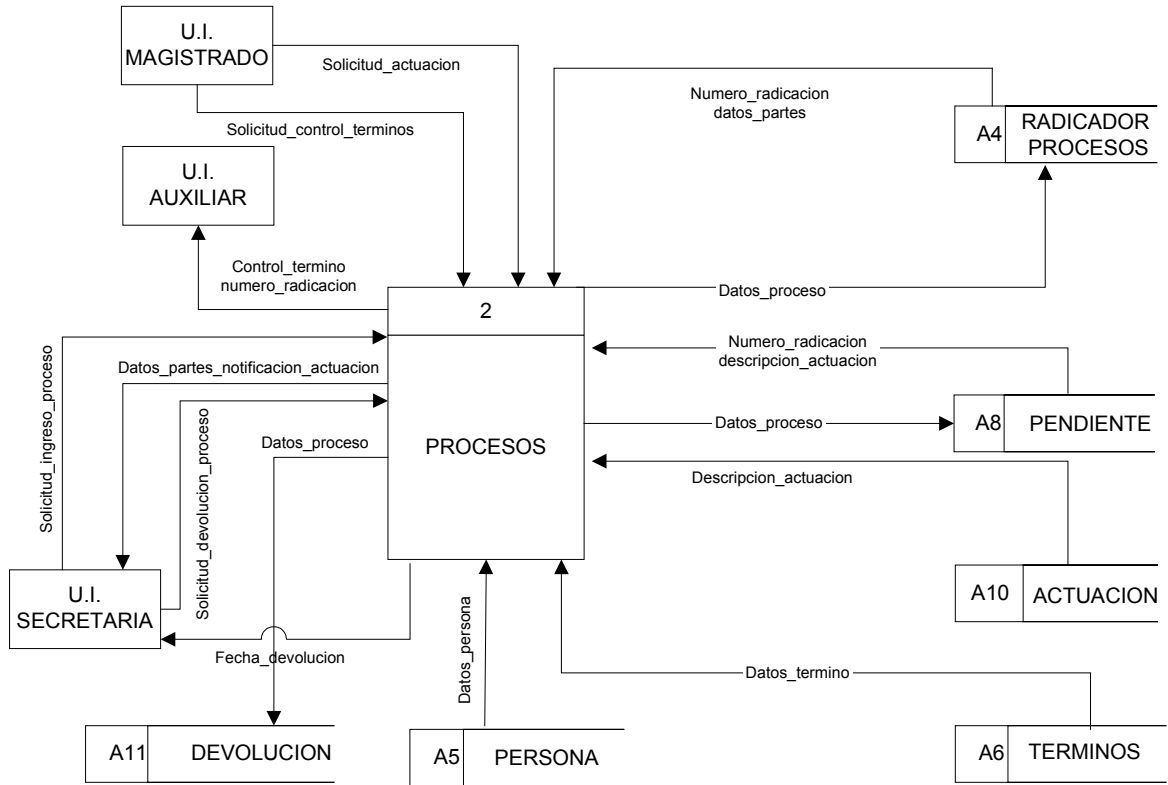 U.I.
MAGISTRADO
Solicitud_actuacion
Solicitud_control_terminos
Numero_radicacion
datos_partes
A4
RADICADOR
PROCESOS
U.I.
AUXILIAR
Control_termino
numero_radicacion
Datos_proceso
2
PROCESOS
Numero_radicacion
descripcion_actuacion
Datos_partes_notificacion_actuacion
Solicitud_ingreso_proceso
Solicitud_devolucion_proceso
Datos_proceso
Datos_proceso
A8
PENDIENTE
Descripcion_actuacion
U.I.
SECRETARIA
A10
ACTUACION
Fecha_devolucion
Datos_persona
Datos_termino
A11
DEVOLUCION
A5
PERSONA
A6
TERMINOS